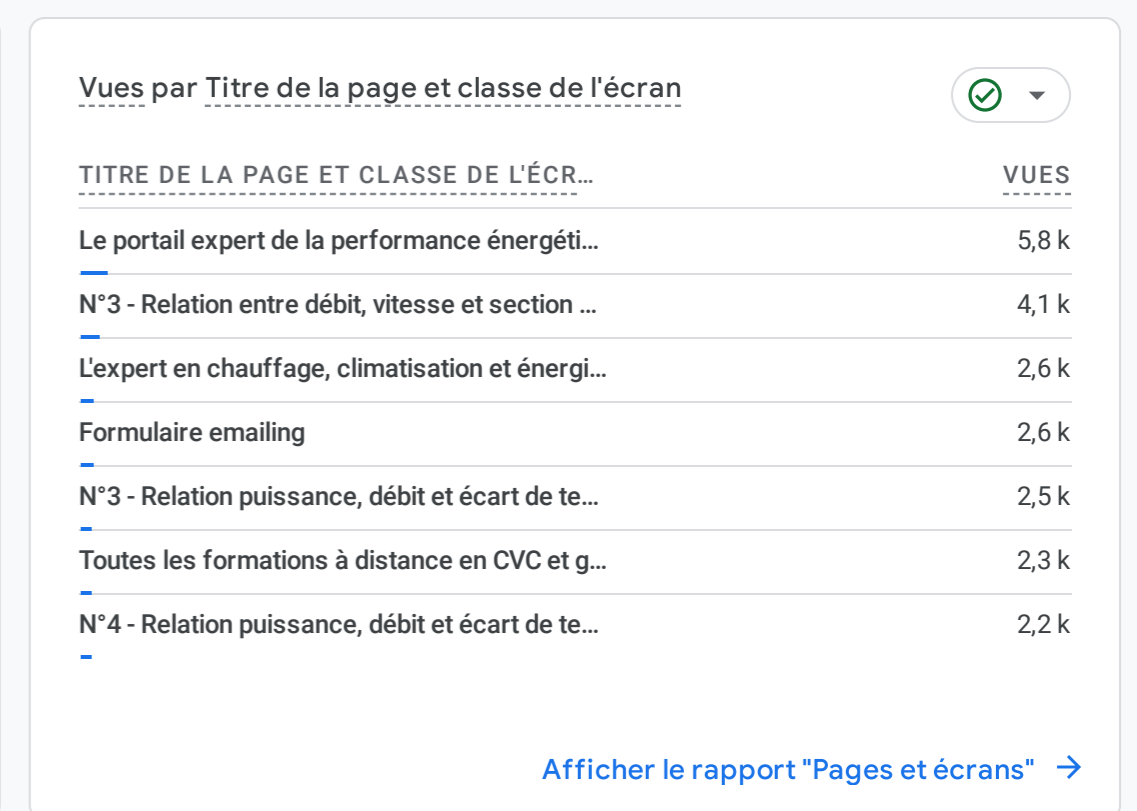 Vues par Titre de la page et classe de l'écran
TITRE DE LA PAGE ET CLASSE DE L'ÉCR… VUES
Le portail expert de la performance énergéti… 5,8 k
N°3 - Relation entre débit, vitesse et section … 4,1 k
L'expert en chauffage, climatisation et énergi… 2,6 k
Formulaire emailing 2,6 k
N°3 - Relation puissance, débit et écart de te… 2,5 k
Toutes les formations à distance en CVC et g… 2,3 k
N°4 - Relation puissance, débit et écart de te… 2,2 k
Afficher le rapport "Pages et écrans"